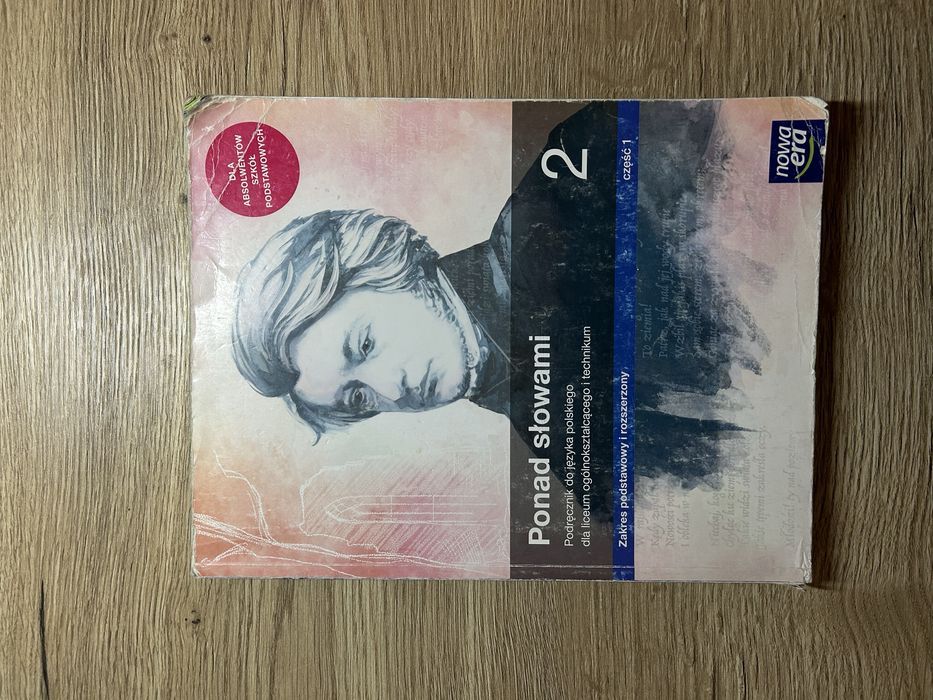 DLA
ABSOLWENTÓW
SZKÓŁ
PODSTAWOWYCH
Ponad słowami
2
Podręcznik do języka polskiego
dla liceum ogólnokształcącego i technikum
Zakres podstawowy i rozszerzony
część 1
nowa
era